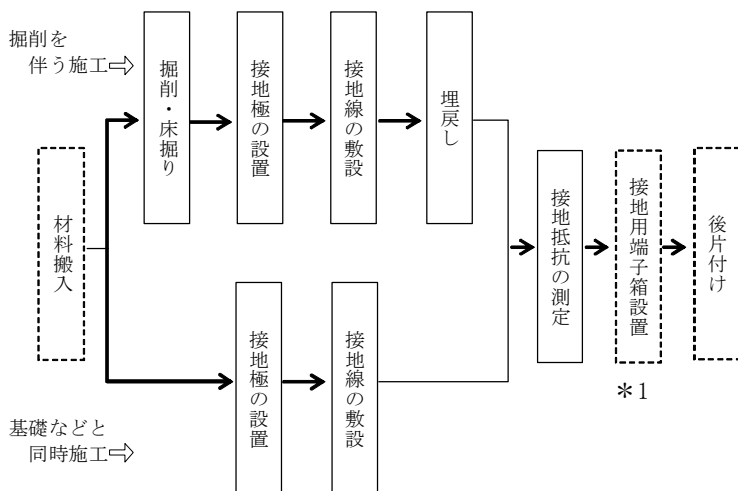 掘削を
伴う施工⇨
掘削・床掘り
接地極の設置
接地線の敷設
埋戻し
材料搬入
接地抵抗の測定
接地用端子箱設置
後片付け
接地極の設置
接地線の敷設
＊1
基礎などと
同時施工⇨